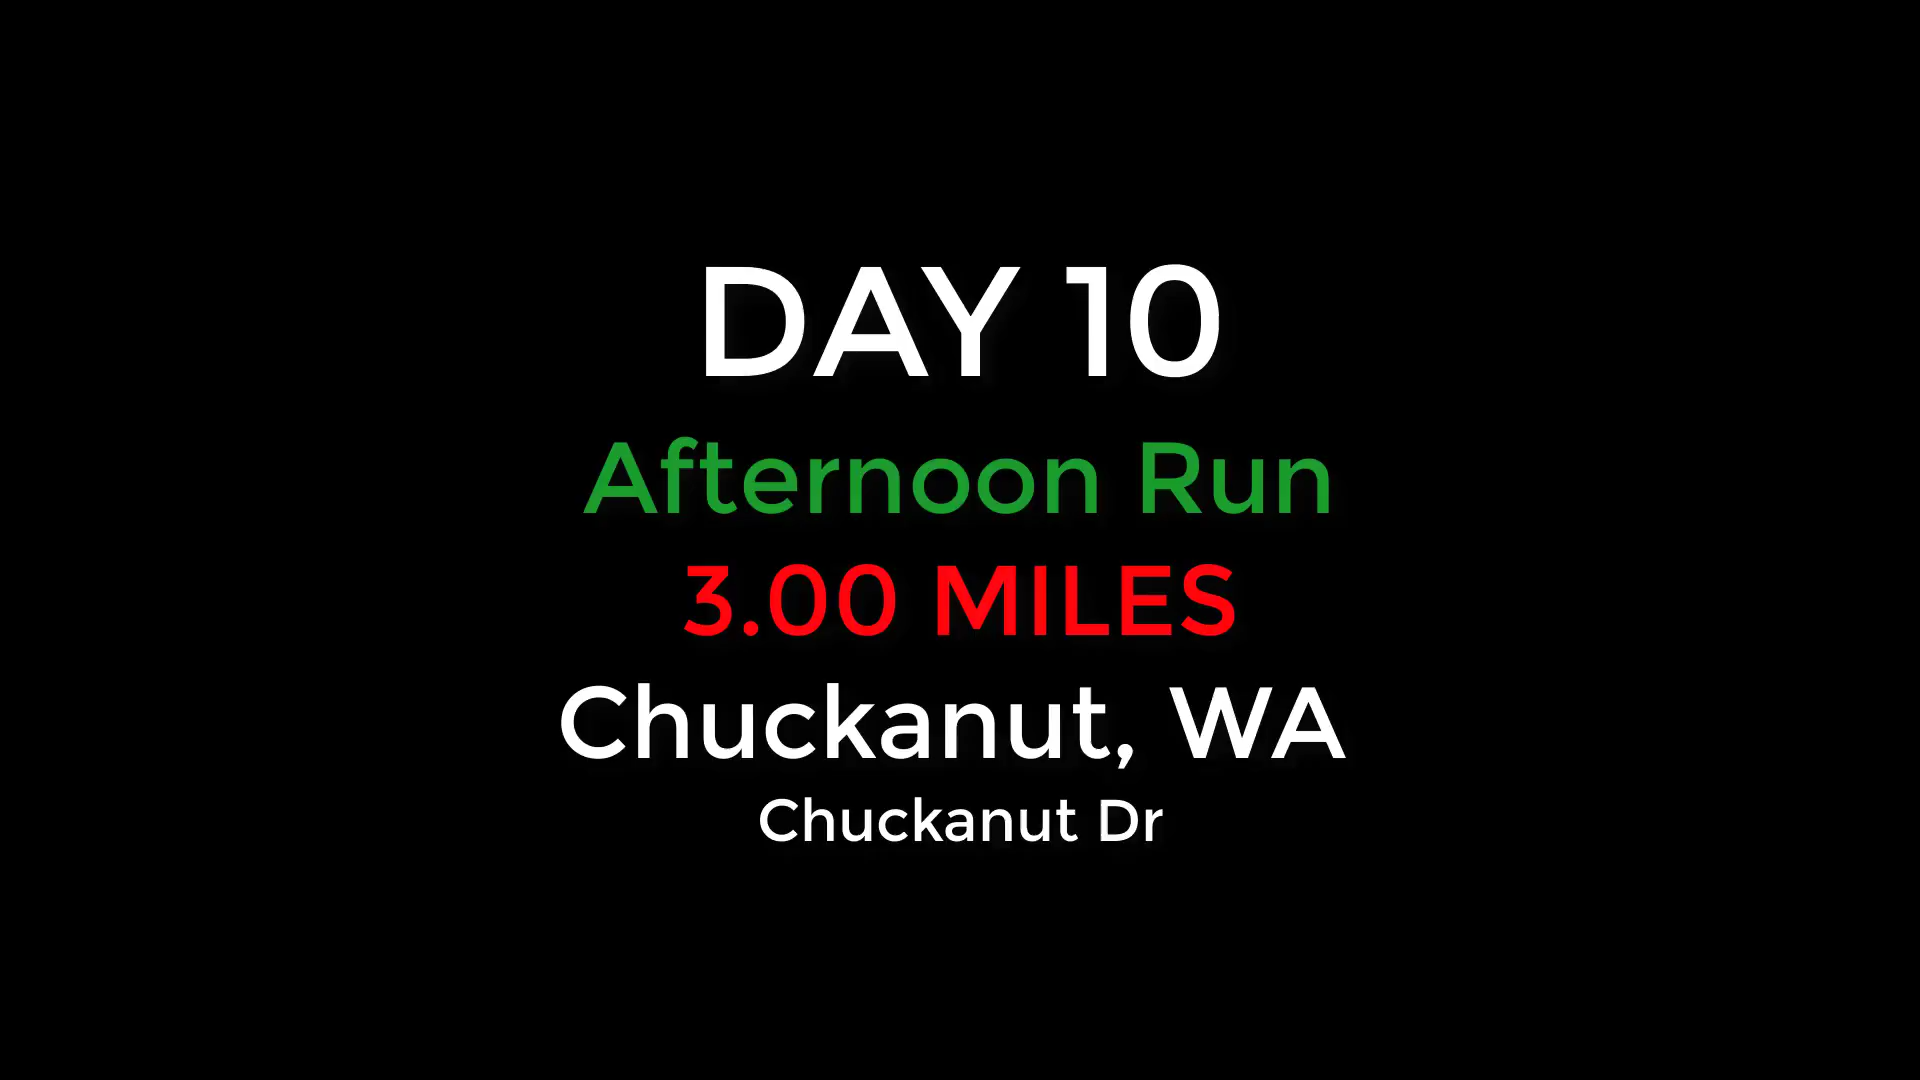 DAY 10
Afternoon Run
3.00 MILES
Chuckanut, WA
Chuckanut Dr